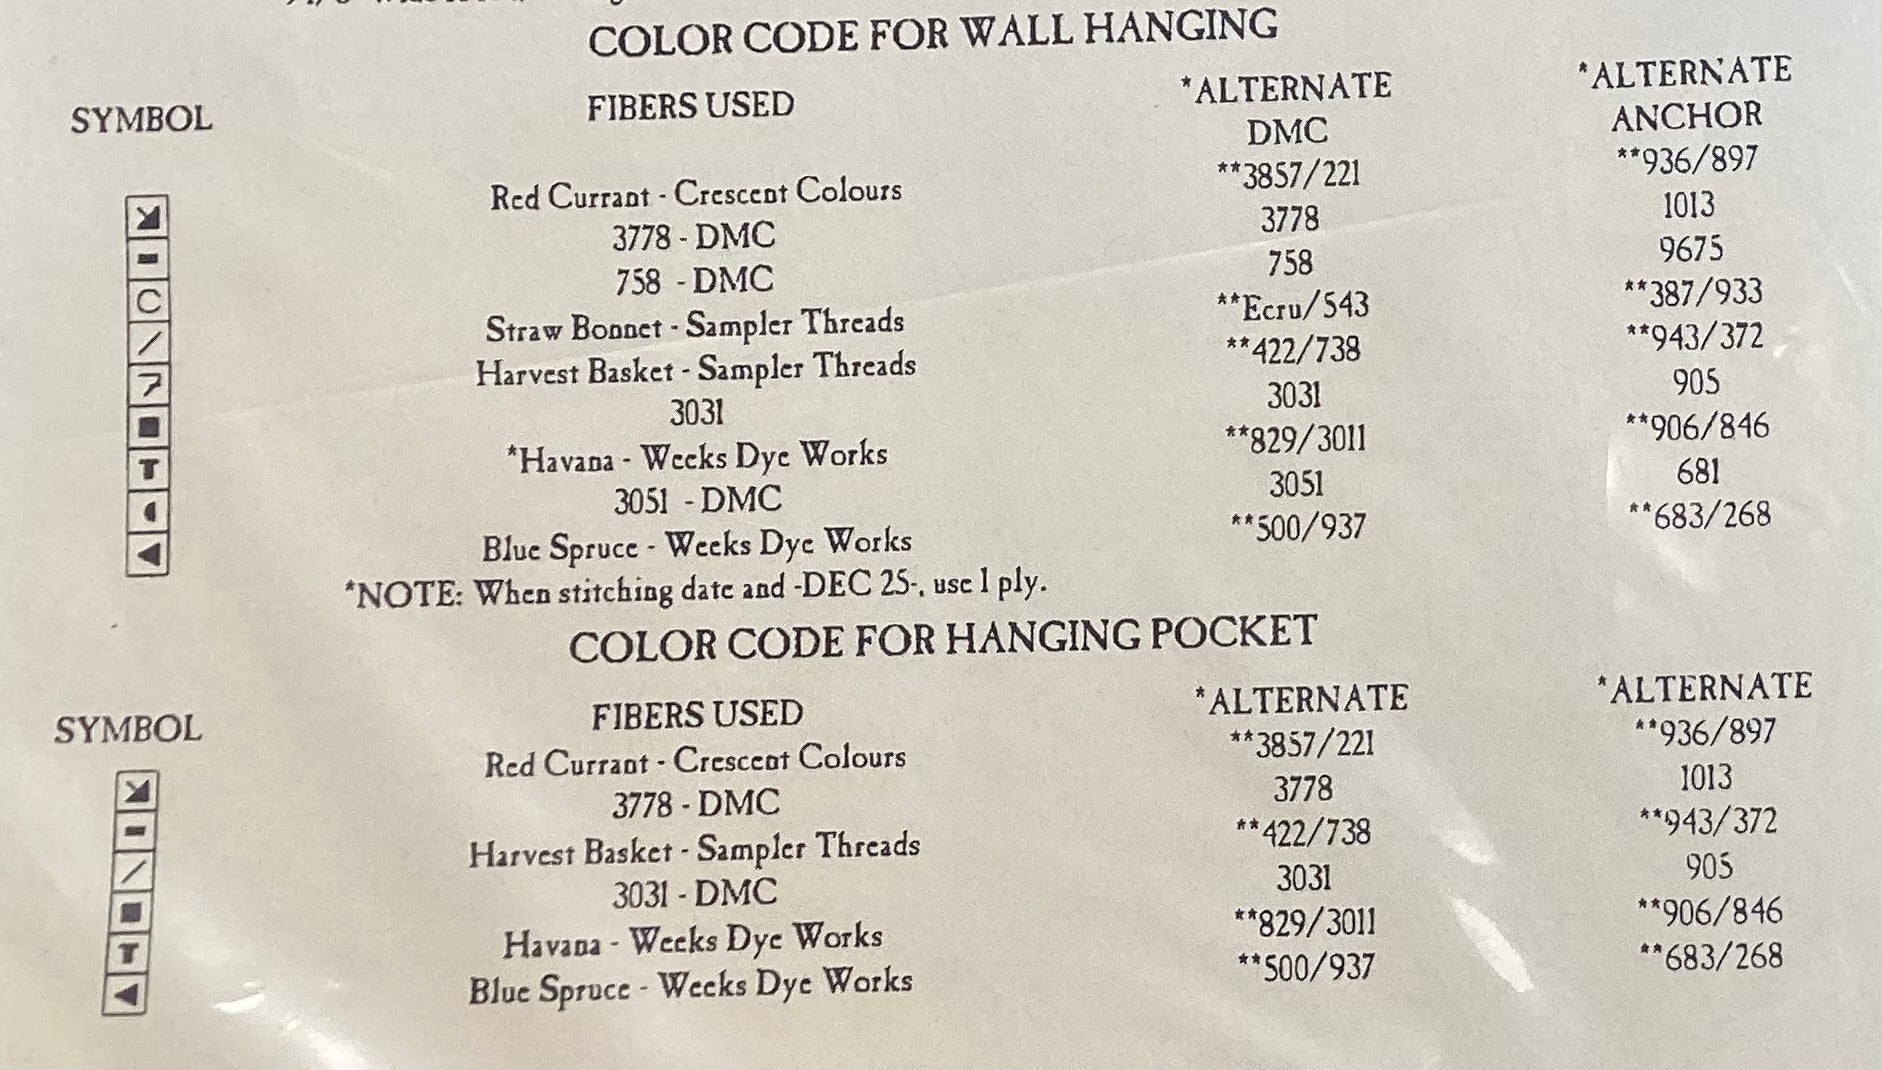 COLOR CODE FOR WALL HANGING
SYMBOL FIBERS USED *ALTERNATE DMC *ALTERNATE ANCHOR
Red Currant - Crescent Colours **3857/221 **936/897
3778 - DMC 3778 1013
758 - DMC 758 9675
Straw Bonnet - Sampler Threads **Ecru/543 **387/933
Harvest Basket - Sampler Threads **422/738 **943/372
3031 3031 905
*Havana - Weeks Dye Works **829/3011 **906/846
3051 - DMC 3051 681
Blue Spruce - Weeks Dye Works **500/937 **683/268
*NOTE: When stitching date and -DEC 25-, use 1 ply.
COLOR CODE FOR HANGING POCKET
SYMBOL FIBERS USED *ALTERNATE *ALTERNATE
Red Currant - Crescent Colours **3857/221 **936/897
3778 - DMC 3778 1013
Harvest Basket - Sampler Threads **422/738 **943/372
3031 - DMC 3031 905
Havana - Weeks Dye Works **829/3011 **906/846
Blue Spruce - Weeks Dye Works **500/937 **683/268